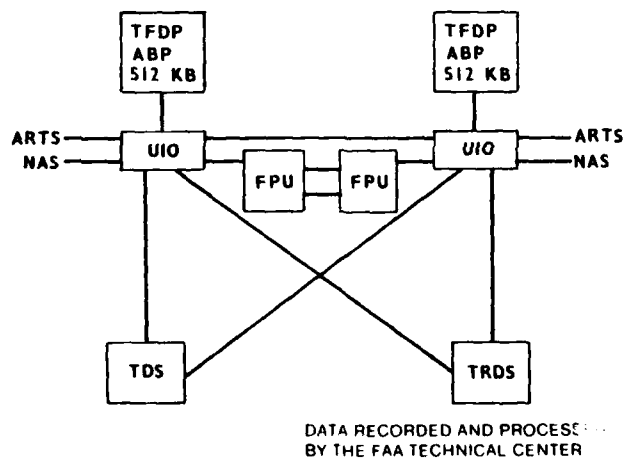 TFDP
ABP
512 KB
TFDP
ABP
512 KB
ARTS
NAS
UIO
UIO
ARTS
NAS
FPU
FPU
TDS
TRDS
DATA RECORDED AND
BY THE FAA TECHNICAL CENTER